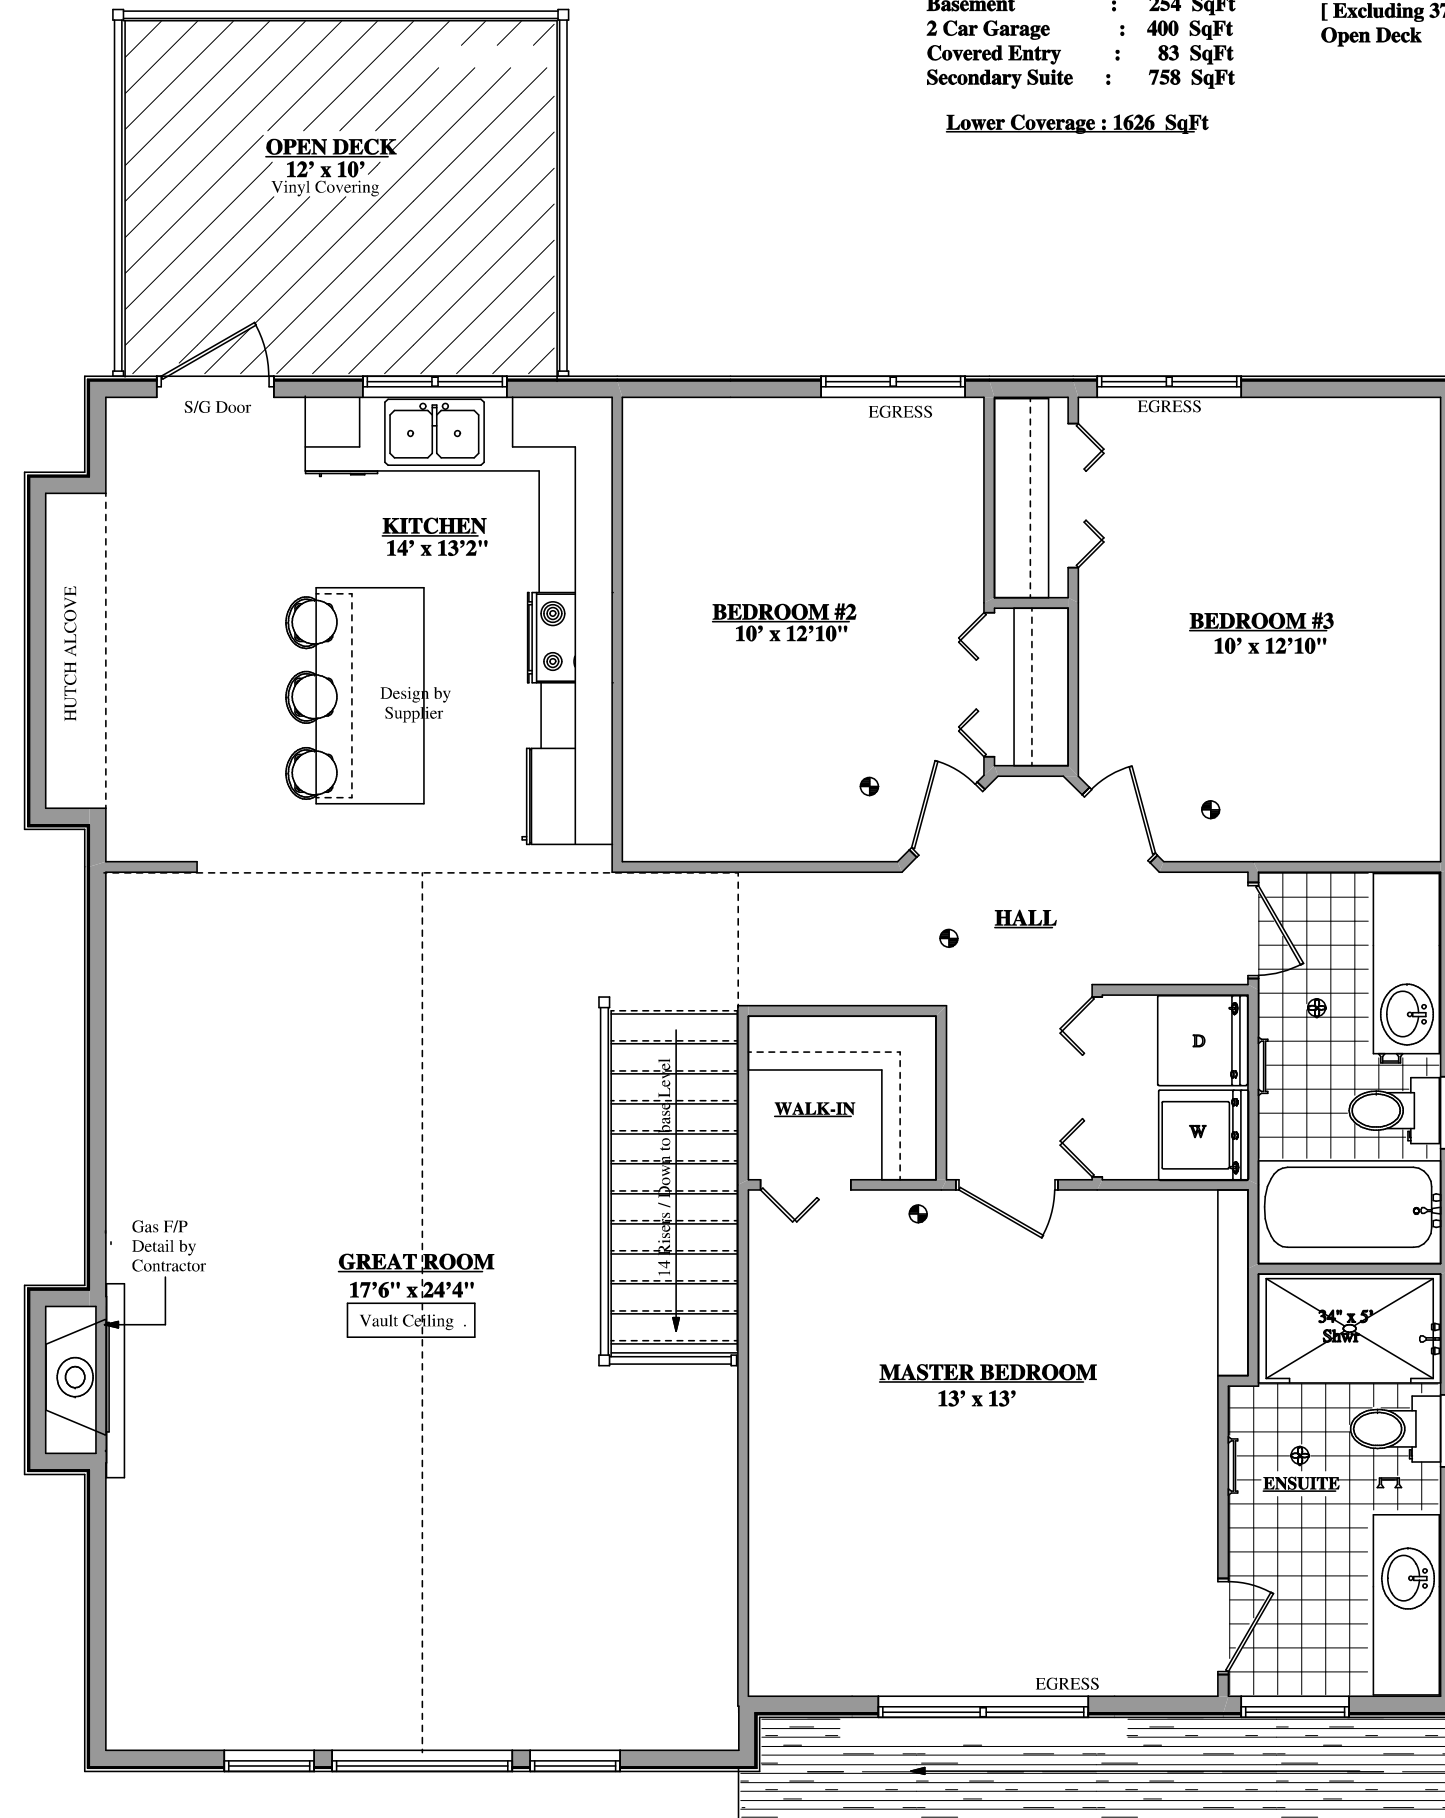 Basement : 254 SqFt
2 Car Garage : 400 SqFt
Covered Entry : 83 SqFt
Secondary Suite : 758 SqFt
Lower Coverage : 1626 SqFt
[ Excluding 37
Open Deck
OPEN DECK
12' x 10'
Vinyl Covering
S/G Door
EGRESS
EGRESS
KITCHEN
14' x 13'2"
HUTCH ALCOVE
Design by
Supplier
BEDROOM #2
10' x 12'10"
BEDROOM #3
10' x 12'10"
HALL
D
W
WALK-IN
14 Risers / Down to base Level
Gas F/P
Detail by
Contractor
GREAT ROOM
17'6" x 24'4"
Vault Ceiling .
34" x 5'
Shwr
MASTER BEDROOM
13' x 13'
ENSUITE
EGRESS